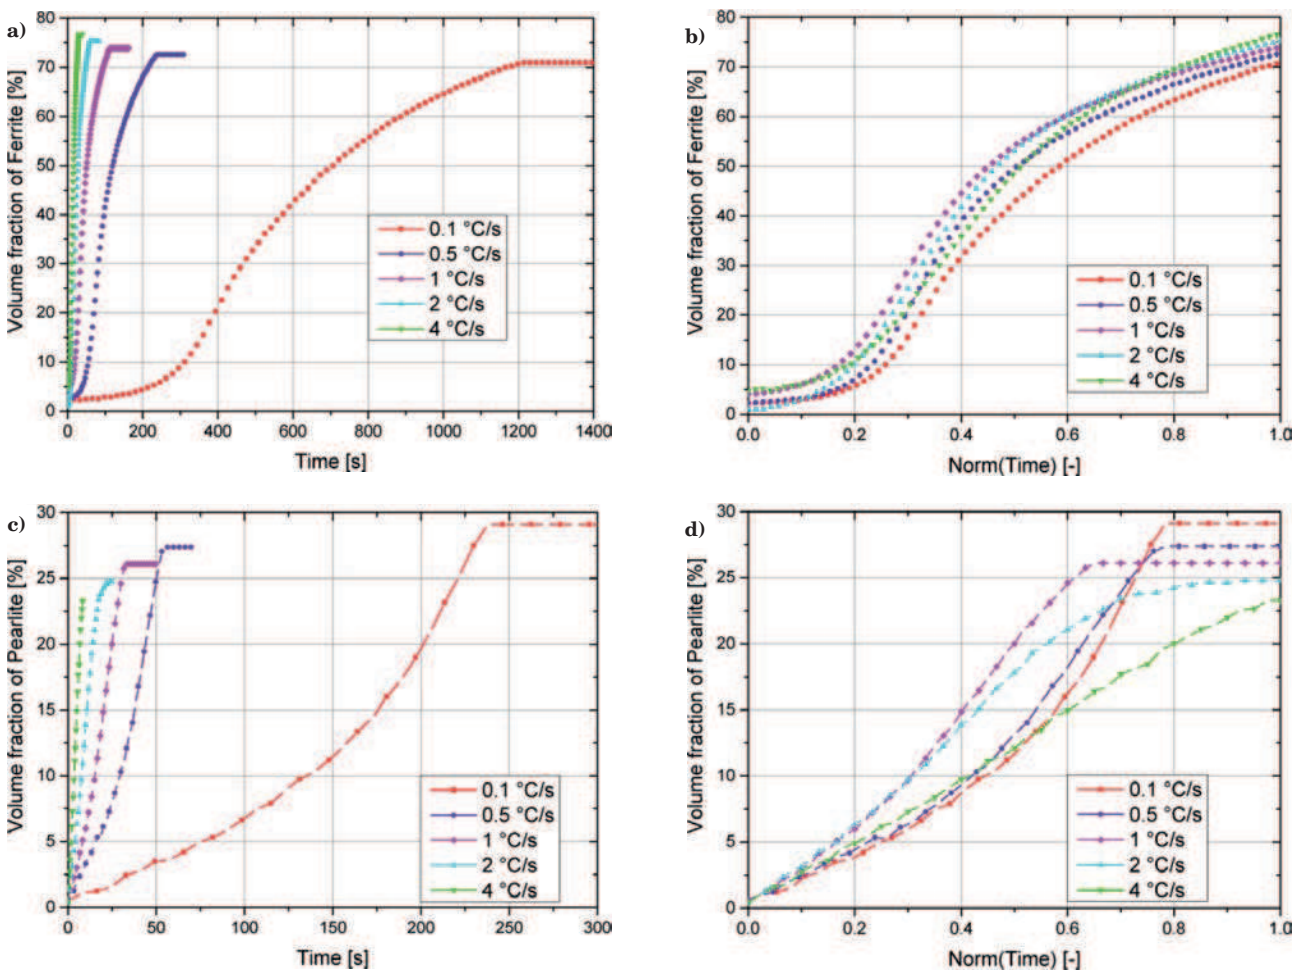 a)
80
70
60
50
40
30
20
10
0
Volume fraction of Ferrite [%]
0.1 °C/s
0.5 °C/s
1 °C/s
2 °C/s
4 °C/s
0 200 400 600 800 1000 1200 1400
Time [s]
b)
80
70
60
50
40
30
20
10
0
Volume fraction of Ferrite [%]
0.1 °C/s
0.5 °C/s
1 °C/s
2 °C/s
4 °C/s
0.0 0.2 0.4 0.6 0.8 1.0
Norm(Time) [-]
c)
30
25
20
15
10
5
0
Volume fraction of Pearlite [%]
0.1 °C/s
0.5 °C/s
1 °C/s
2 °C/s
4 °C/s
0 50 100 150 200 250 300
Time [s]
d)
30
25
20
15
10
5
0
Volume fraction of Pearlite [%]
0.1 °C/s
0.5 °C/s
1 °C/s
2 °C/s
4 °C/s
0.0 0.2 0.4 0.6 0.8 1.0
Norm(Time) [-]